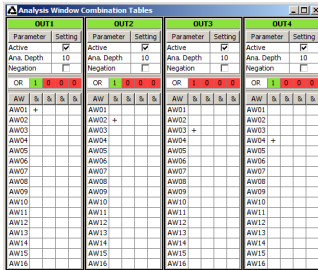 Analysis Window Combination Tables
OUT1 OUT2 OUT3 OUT4
Parameter Setting Parameter Setting Parameter Setting Parameter Setting
Active Active Active Active
Ana. Depth 10 Ana. Depth 10 Ana. Depth 10 Ana. Depth 10
Negation Negation Negation Negation
OR 1 0 0 0 OR 1 0 0 0 OR 1 0 0 0 OR 1 0 0 0
AW & & & & AW & & & & AW & & & & AW & & & &
AW01 + AW01 AW01 AW01
AW02 AW02 + AW02 AW02
AW03 AW03 AW03 + AW03
AW04 AW04 AW04 AW04 +
AW05 AW05 AW05 AW05
AW06 AW06 AW06 AW06
AW07 AW07 AW07 AW07
AW08 AW08 AW08 AW08
AW09 AW09 AW09 AW09
AW10 AW10 AW10 AW10
AW11 AW11 AW11 AW11
AW12 AW12 AW12 AW12
AW13 AW13 AW13 AW13
AW14 AW14 AW14 AW14
AW15 AW15 AW15 AW15
AW16 AW16 AW16 AW16